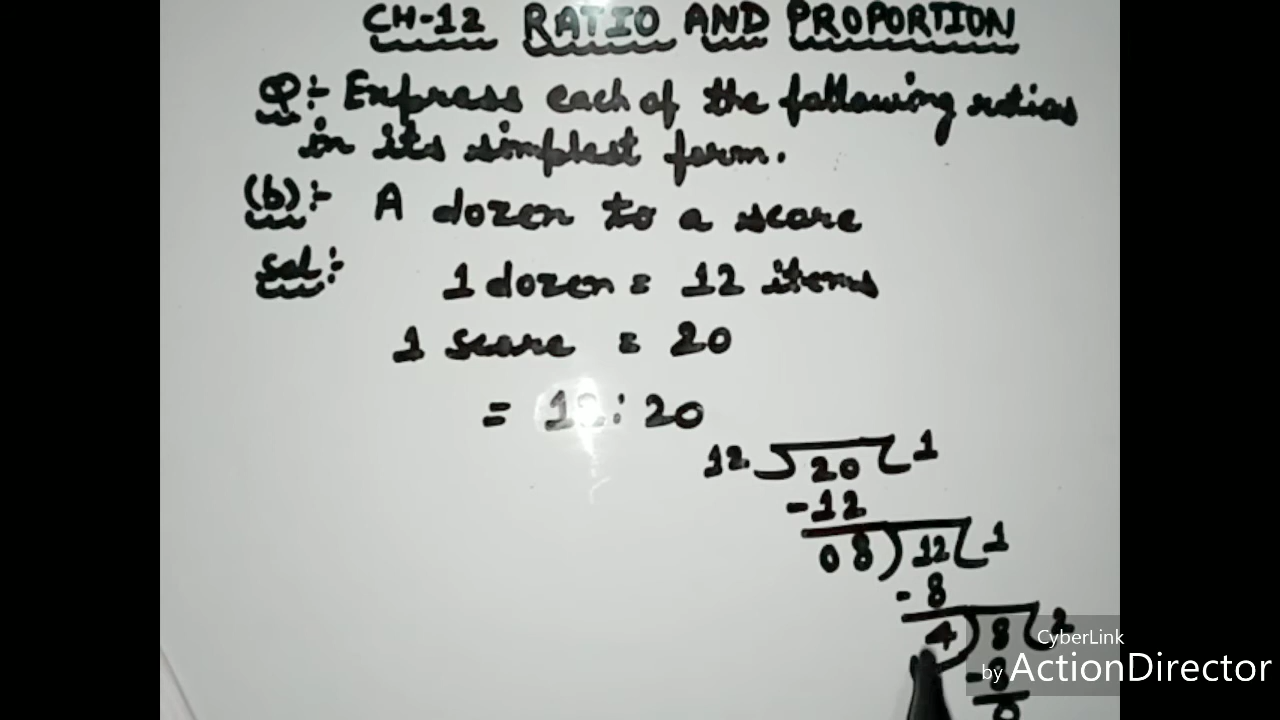 CH-12 RATIO AND PROPORTION
Q:- Express each of the following ratios
in its simplest form.
(b):- A dozen to a score
Sol:-
1 dozen = 12 items
1 score = 20
= 12:20
12 20 1
-12
08 12 1
-8
4 8 2
-8
0
CyberLink
by ActionDirector